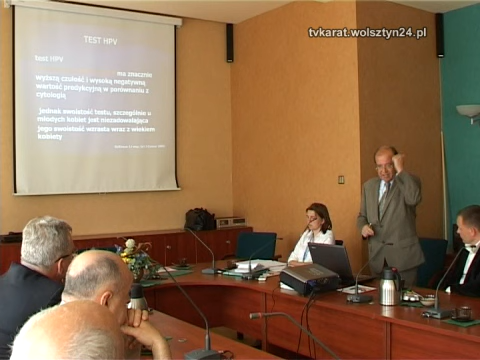 tvkarat.wolsztyn24.pl
TEST HPV
test HPV
ma znacznie
wyższą czułość i wysoką negatywną
wartość predykcyjną w porównaniu z
cytologią
jednak swoistość testu, szczególnie u
młodych kobiet jest niezadowalająca
jego swoistość wzrasta wraz z wiekiem
kobiety